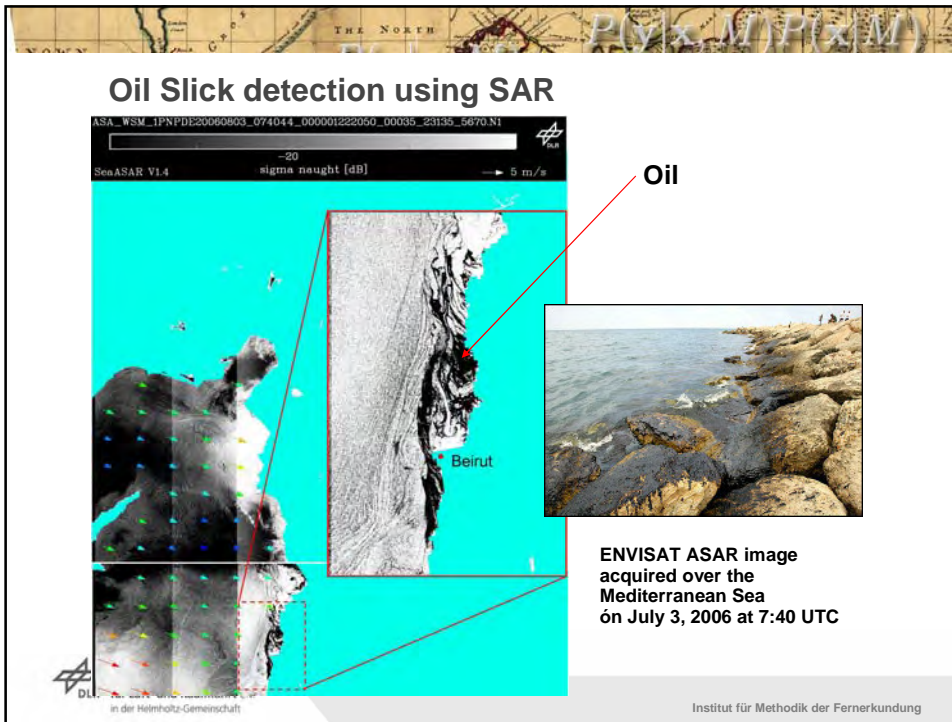 THE NORTH
P(y|x, M)P(x|M)
Oil Slick detection using SAR
ASA_WSM_1PNPDE20060803_074044_000001222050_00035_23135_5670.N1
DLR
−20
SeaASAR V1.4 sigma naught [dB] 5 m/s
Oil
Beirut
ENVISAT ASAR image
acquired over the
Mediterranean Sea
ón July 3, 2006 at 7:40 UTC
DLR
in der Helmholtz-Gemeinschaft
Institut für Methodik der Fernerkundung